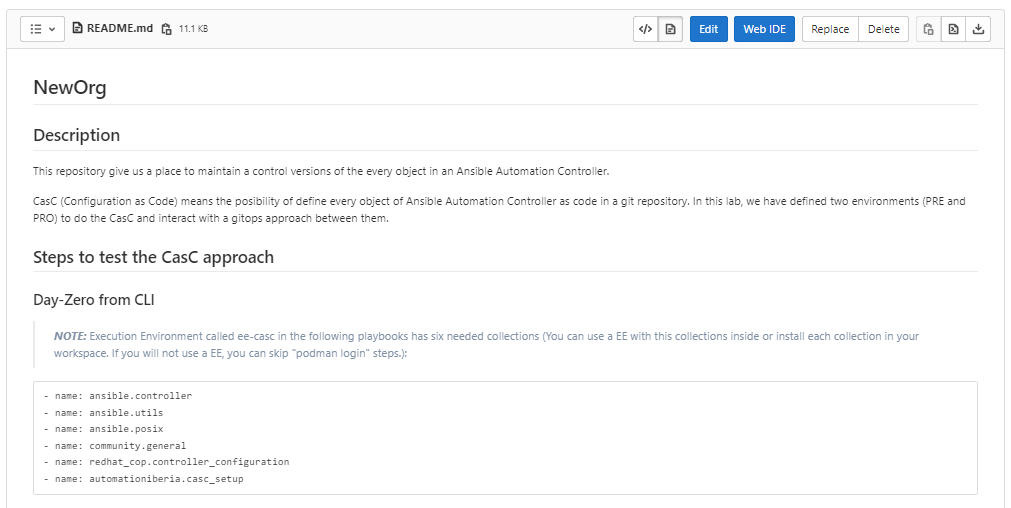 README.md 11.1 KB
Edit Web IDE Replace Delete
NewOrg
Description
This repository give us a place to maintain a control versions of the every object in an Ansible Automation Controller.
CasC (Configuration as Code) means the posibility of define every object of Ansible Automation Controller as code in a git repository. In this lab, we have defined two environments (PRE and
PRO) to do the CasC and interact with a gitops approach between them.
Steps to test the CasC approach
Day-Zero from CLI
NOTE: Execution Environment called ee-casc in the following playbooks has six needed collections (You can use a EE with this collections inside or install each collection in your
workspace. If you will not use a EE, you can skip "podman login" steps.):
- name: ansible.controller
- name: ansible.utils
- name: ansible.posix
- name: community.general
- name: redhat_cop.controller_configuration
- name: automationiberia.casc_setup